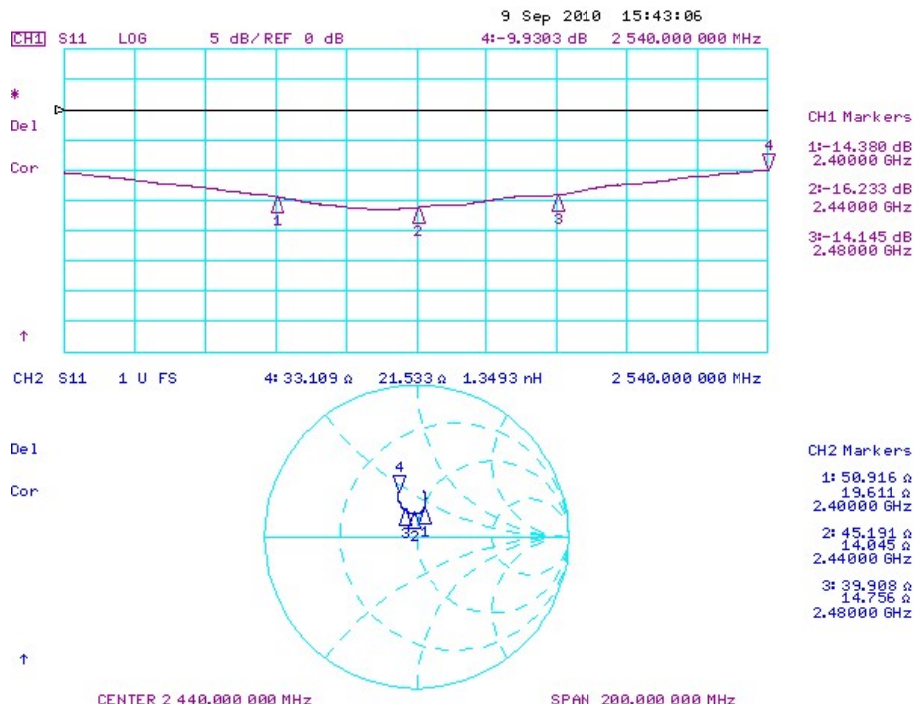 9 Sep 2010 15:43:06
CH1 S11 LOG 5 dB/REF 0 dB 4:-9.9303 dB 2 540.000 000 MHz
*
Del
Cor
↑
4
1
2
3
CH1 Markers
1:-14.380 dB
2.40000 GHz
2:-16.233 dB
2.44000 GHz
3:-14.145 dB
2.48000 GHz
CH2 S11 1 U FS 4: 33.109 Ω 21.533 Ω 1.3493 nH 2 540.000 000 MHz
Del
Cor
↑
4
3 2 1
CH2 Markers
1: 50.916 Ω
19.611 Ω
2.40000 GHz
2: 45.191 Ω
14.045 Ω
2.44000 GHz
3: 39.908 Ω
14.756 Ω
2.48000 GHz
CENTER 2 440.000 000 MHz SPAN 200.000 000 MHz